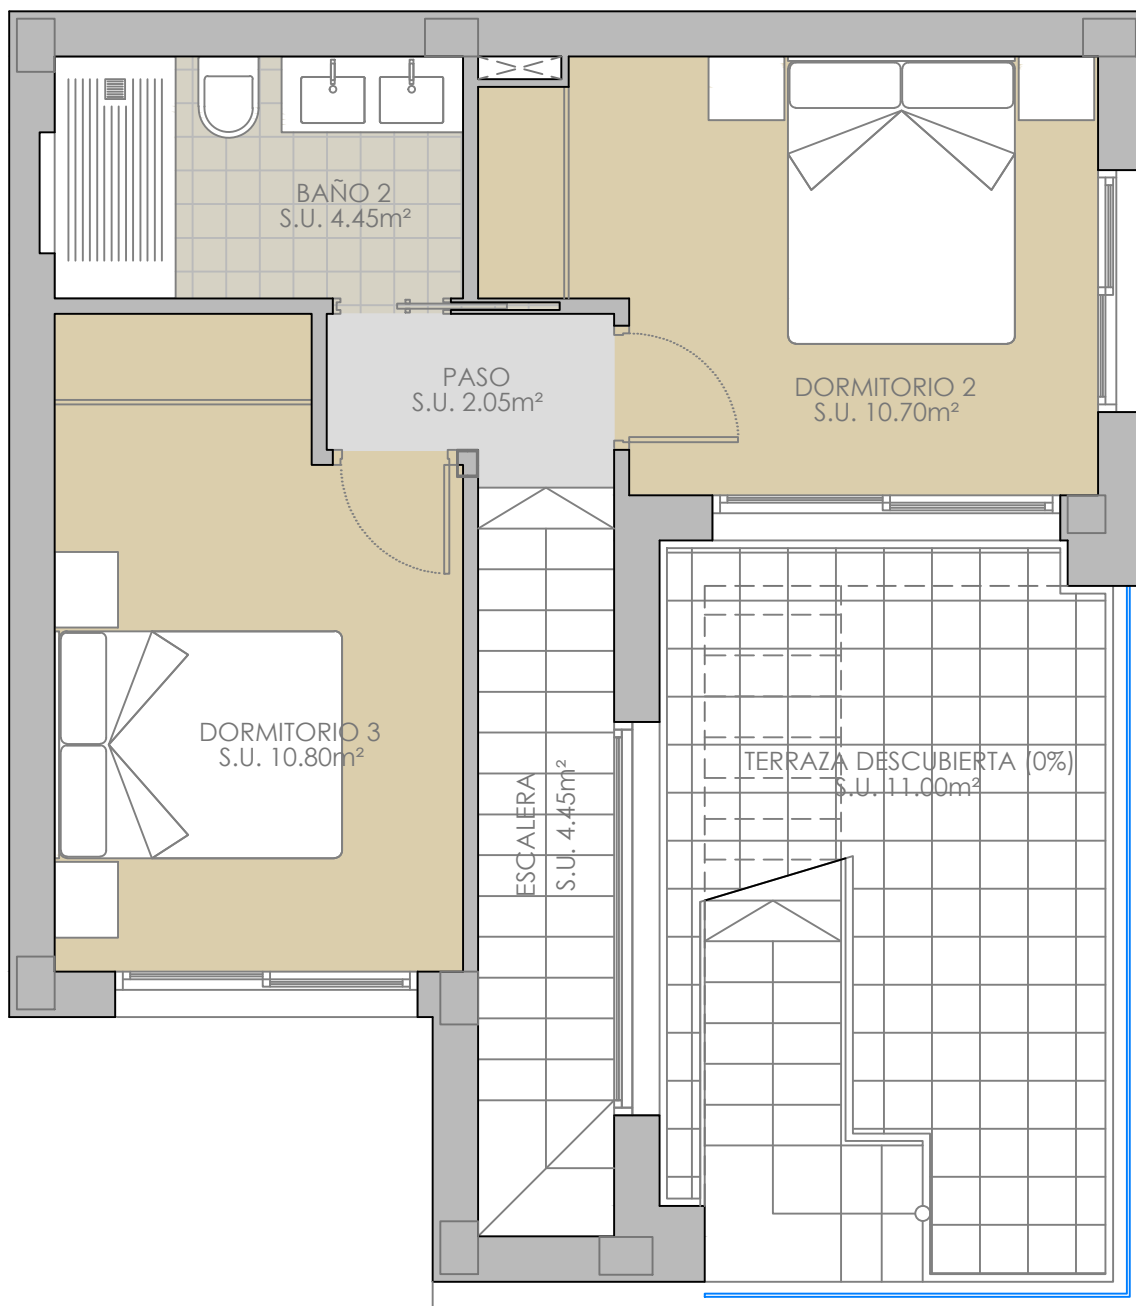 BAÑO 2
S.U. 4.45m²
PASO
S.U. 2.05m²
DORMITORIO 2
S.U. 10.70m²
DORMITORIO 3
S.U. 10.80m²
ESCALERA
S.U. 4.45m²
TERRAZA DESCUBIERTA (0%)
S.U. 11.00m²